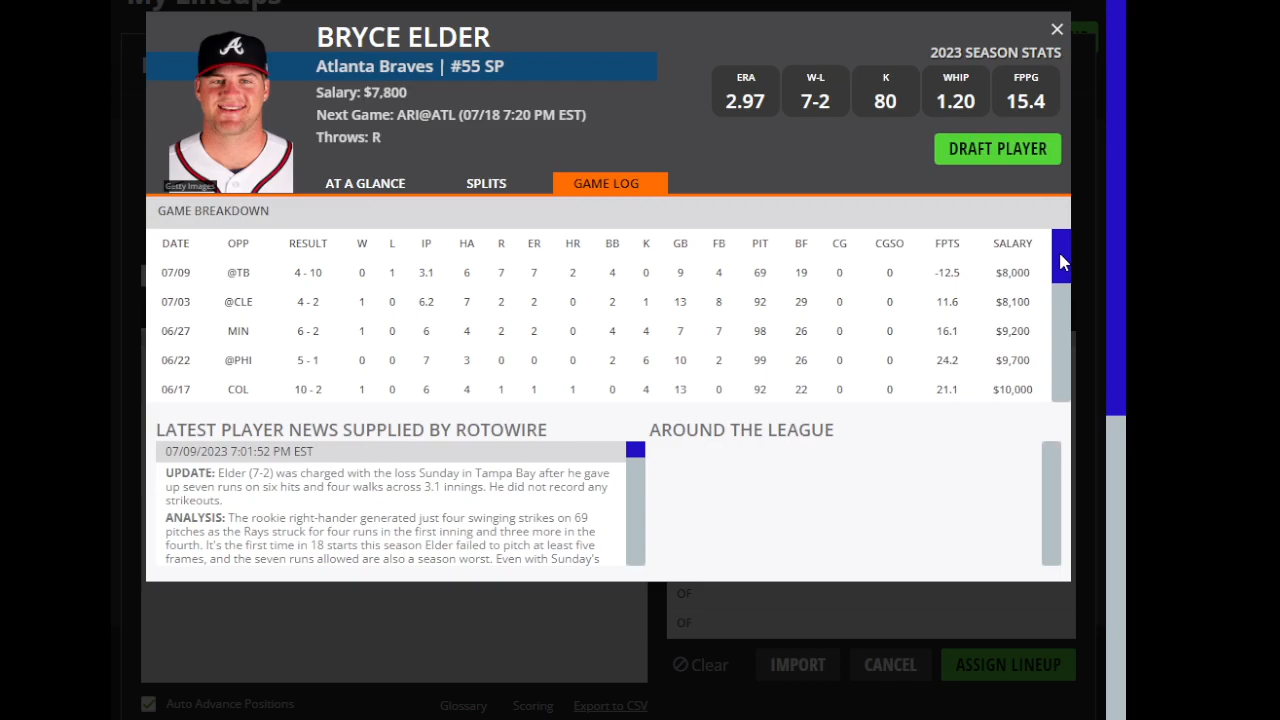 My Lineups
BRYCE ELDER
Atlanta Braves | #55 SP
Salary: $7,800
Next Game: ARI@ATL (07/18 7:20 PM EST)
Throws: R
Getty Images
2023 SEASON STATS
ERA W-L K WHIP FPPG
2.97 7-2 80 1.20 15.4
DRAFT PLAYER
AT A GLANCE SPLITS GAME LOG
GAME BREAKDOWN
DATE OPP RESULT W L IP HA R ER HR BB K GB FB PIT BF CG CGSO FPTS SALARY
07/09 @TB 4 - 10 0 1 3.1 6 7 7 2 4 0 9 4 69 19 0 0 -12.5 $8,000
07/03 @CLE 4 - 2 1 0 6.2 7 2 2 0 2 1 13 8 92 29 0 0 11.6 $8,100
06/27 MIN 6 - 2 1 0 6 4 2 2 0 4 4 7 7 98 26 0 0 16.1 $9,200
06/22 @PHI 5 - 1 0 0 7 3 0 0 0 2 6 10 2 99 26 0 0 24.2 $9,700
06/17 COL 10 - 2 1 0 6 4 1 1 1 0 4 13 0 92 22 0 0 21.1 $10,000
LATEST PLAYER NEWS SUPPLIED BY ROTOWIRE
07/09/2023 7:01:52 PM EST
UPDATE: Elder (7-2) was charged with the loss Sunday in Tampa Bay after he gave
up seven runs on six hits and four walks across 3.1 innings. He did not record any
strikeouts.
ANALYSIS: The rookie right-hander generated just four swinging strikes on 69
pitches as the Rays struck for four runs in the first inning and three more in the
fourth. It's the first time in 18 starts this season Elder failed to pitch at least five
frames, and the seven runs allowed are also a season worst. Even with Sunday's
AROUND THE LEAGUE
OF
OF
Clear IMPORT CANCEL ASSIGN LINEUP
Auto Advance Positions Glossary Scoring Export to CSV